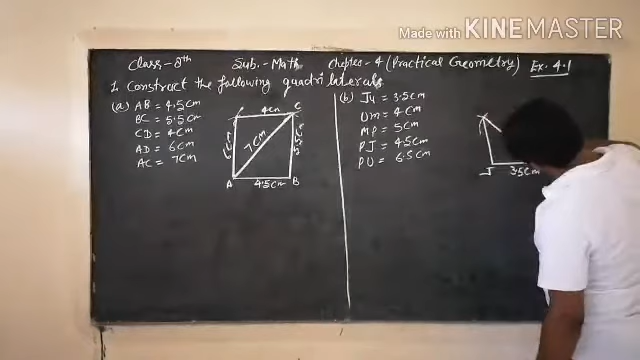 Made with KINEMASTER
Class-8th Sub.-Math Chapter-4 (Practical Geometry) Ex. 4.1
1. Construct the following quadrilaterals.
(a) AB = 4.5cm
BC = 5.5cm
CD = 4cm
AD = 6cm
AC = 7cm
4cm
C
7cm
A
B
4.5cm
(b) JU = 3.5cm
UM = 4cm
MP = 5cm
PJ = 4.5cm
PU = 6.5cm
J
3.5cm